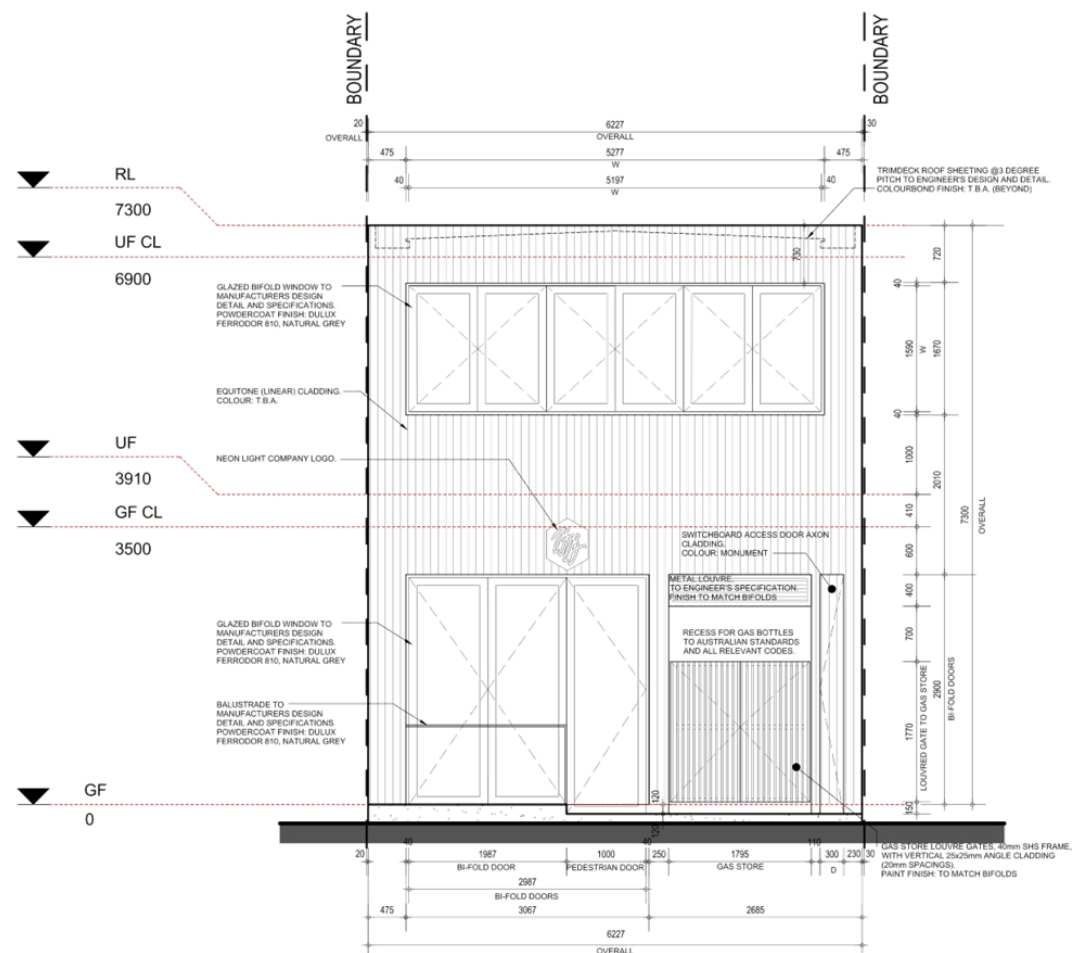 BOUNDARY
BOUNDARY
20
6227
30
OVERALL
OVERALL
475
5277
475
W
40
5197
40
W
TRIMDECK ROOF SHEETING @3 DEGREE
PITCH TO ENGINEER'S DESIGN AND DETAIL.
COLOURBOND FINISH: T.B.A. (BEYOND)
RL
7300
UF CL
6900
730
720
GLAZED BIFOLD WINDOW TO
MANUFACTURERS DESIGN
DETAIL AND SPECIFICATIONS.
POWDERCOAT FINISH: DULUX
FERRODOR 810, NATURAL GREY
40
1590
W
1670
40
EQUITONE (LINEAR) CLADDING.
COLOUR: T.B.A.
UF
3910
NEON LIGHT COMPANY LOGO.
1000
2010
410
7300
OVERALL
GF CL
3500
SWITCHBOARD ACCESS DOOR AXON
CLADDING.
COLOUR: MONUMENT
600
METAL LOUVRE.
TO ENGINEER'S SPECIFICATION.
FINISH TO MATCH BIFOLDS
400
GLAZED BIFOLD WINDOW TO
MANUFACTURERS DESIGN
DETAIL AND SPECIFICATIONS.
POWDERCOAT FINISH: DULUX
FERRODOR 810, NATURAL GREY
RECESS FOR GAS BOTTLES
TO AUSTRALIAN STANDARDS
AND ALL RELEVANT CODES.
700
2900
BI-FOLD DOORS
BALUSTRADE TO
MANUFACTURERS DESIGN
DETAIL AND SPECIFICATIONS.
POWDERCOAT FINISH: DULUX
FERRODOR 810, NATURAL GREY
1770
LOUVRED GATE TO GAS STORE
GF
0
120
150
120
GAS STORE LOUVRE GATES, 40mm SHS FRAME,
WITH VERTICAL 25x25mm ANGLE CLADDING
(20mm SPACINGS).
PAINT FINISH: TO MATCH BIFOLDS
20
40
1987
1000
40
250
1795
110
300
230
30
BI-FOLD DOOR
PEDESTRIAN DOOR
GAS STORE
D
2987
BI-FOLD DOORS
475
3067
2685
6227
OVERALL